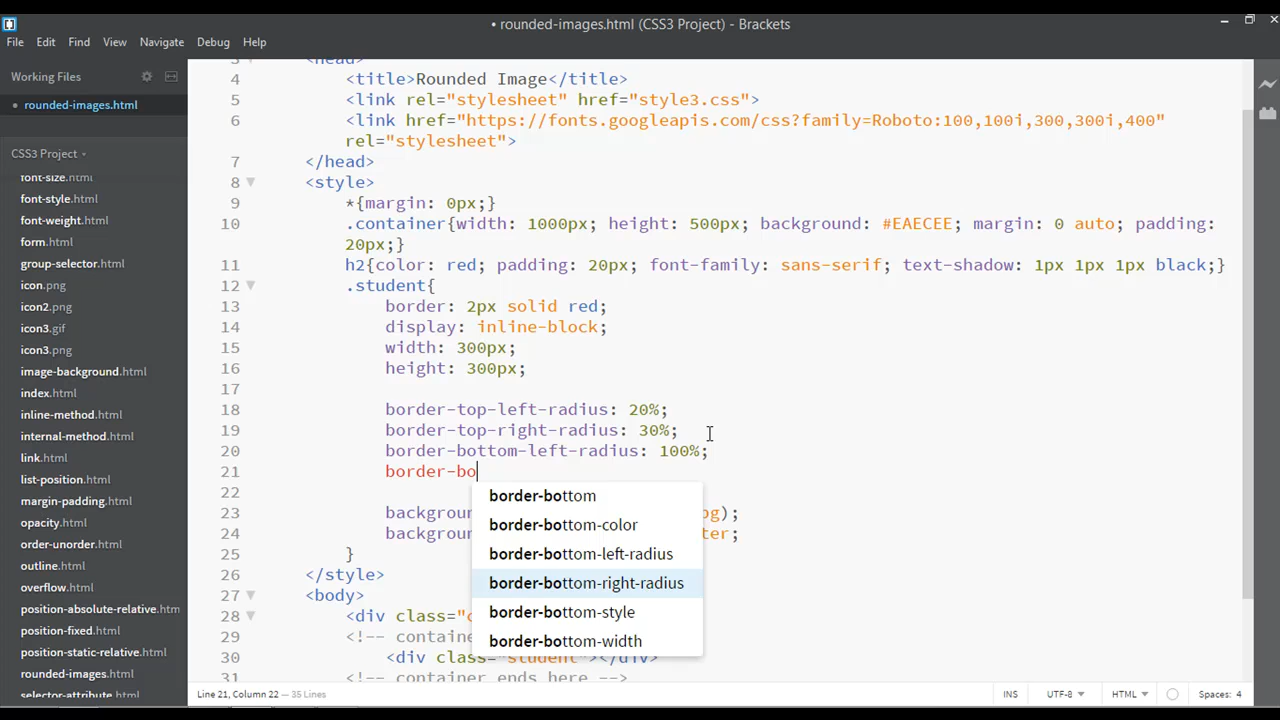 • rounded-images.html (CSS3 Project) - Brackets
File Edit Find View Navigate Debug Help
Working Files
• rounded-images.html
CSS3 Project
font-size.html
font-style.html
font-weight.html
form.html
group-selector.html
icon.png
icon2.png
icon3.gif
icon3.png
image-background.html
index.html
inline-method.html
internal-method.html
link.html
list-position.html
margin-padding.html
opacity.html
order-unorder.html
outline.html
overflow.html
position-absolute-relative.htm
position-fixed.html
position-static-relative.html
rounded-images.html
selector-attribute.html
3 <head>
4 <title>Rounded Image</title>
5 <link rel="stylesheet" href="style3.css">
6 <link href="https://fonts.googleapis.com/css?family=Roboto:100,100i,300,300i,400"
rel="stylesheet">
7 </head>
8 <style>
9 *{margin: 0px;}
10 .container{width: 1000px; height: 500px; background: #EAECEE; margin: 0 auto; padding:
20px;}
11 h2{color: red; padding: 20px; font-family: sans-serif; text-shadow: 1px 1px 1px black;}
12 .student{
13 border: 2px solid red;
14 display: inline-block;
15 width: 300px;
16 height: 300px;
17
18 border-top-left-radius: 20%;
19 border-top-right-radius: 30%;
20 border-bottom-left-radius: 100%;
21 border-bo
22
23 backgroun pg);
24 backgroun ter;
25 }
26 </style>
27 <body>
28 <div class="c
29 <!-- containe
30 <div class="student"></div>
31 <!-- container ends here -->
border-bottom
border-bottom-color
border-bottom-left-radius
border-bottom-right-radius
border-bottom-style
border-bottom-width
Line 21, Column 22 — 35 Lines
INS UTF-8 HTML Spaces: 4